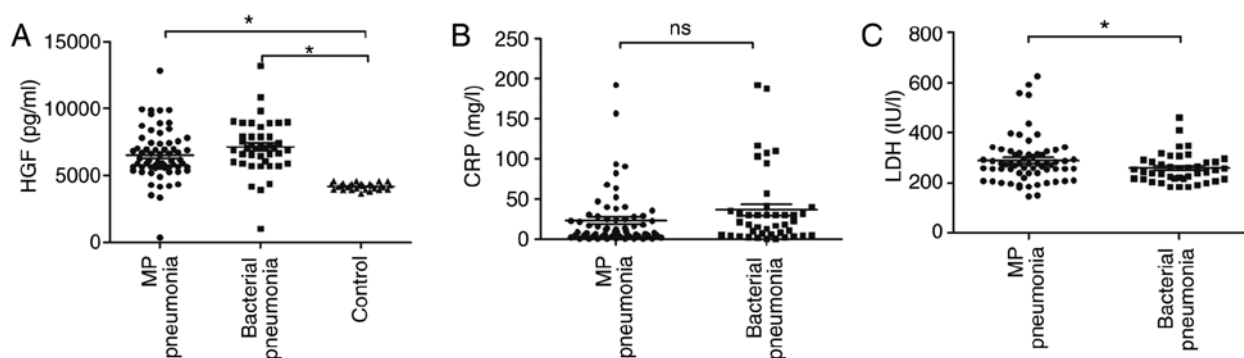 A
*
*
15000
10000
5000
0
HGF (pg/ml)
MP
pneumonia
Bacterial
pneumonia
Control
B
ns
250
200
150
100
50
0
CRP (mg/l)
MP
pneumonia
Bacterial
pneumonia
C
*
800
600
400
200
0
LDH (IU/l)
MP
pneumonia
Bacterial
pneumonia